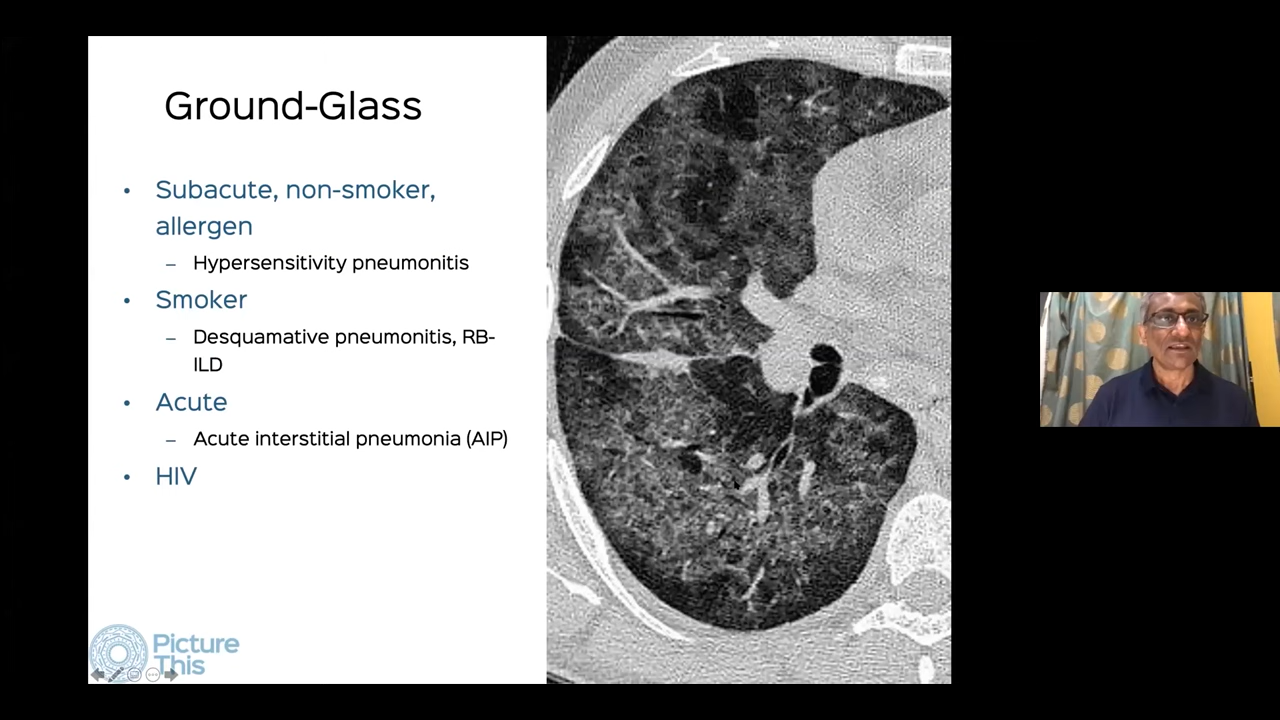 Ground-Glass
• Subacute, non-smoker,
allergen
– Hypersensitivity pneumonitis
• Smoker
– Desquamative pneumonitis, RB-
ILD
• Acute
– Acute interstitial pneumonia (AIP)
• HIV
Picture
This